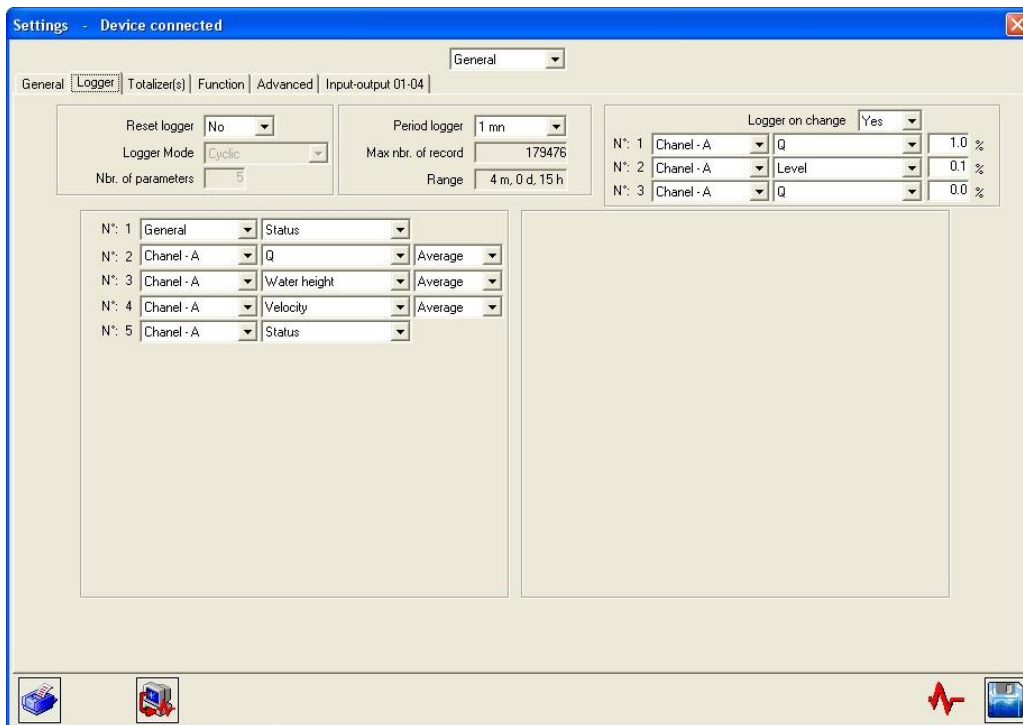 Settings - Device connected
General
General Logger Totalizer(s) Function Advanced Input-output 01-04
Reset logger No
Logger Mode Cyclic
Nbr. of parameters 5
Period logger 1 mn
Max nbr. of record 179476
Range 4 m, 0 d, 15 h
Logger on change Yes
N°: 1 Chanel - A Q 1.0 %
N°: 2 Chanel - A Level 0.1 %
N°: 3 Chanel - A Q 0.0 %
N°: 1 General Status
N°: 2 Chanel - A Q Average
N°: 3 Chanel - A Water height Average
N°: 4 Chanel - A Velocity Average
N°: 5 Chanel - A Status